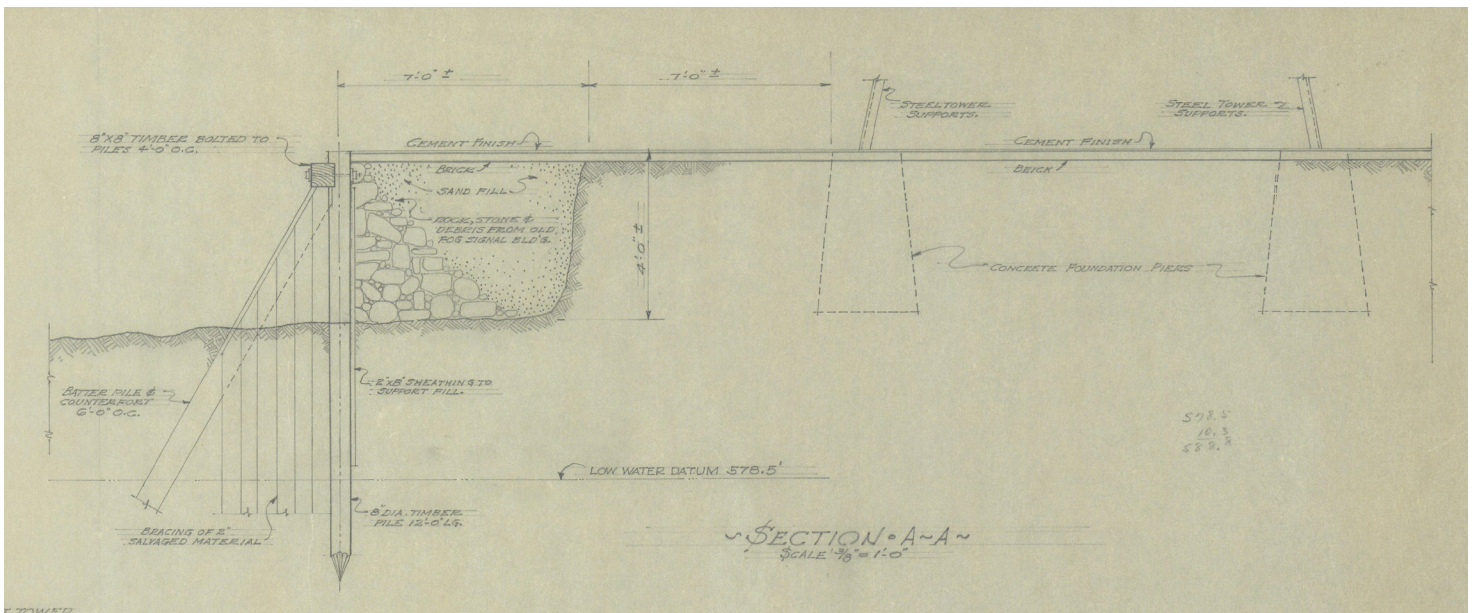 7'-0" ±
7'-0" ±
STEEL TOWER
SUPPORTS.
STEEL TOWER
SUPPORTS.
8"X8" TIMBER BOLTED TO
PILES 4'-0" O.C.
CEMENT FINISH
CEMENT FINISH
BRICK
BRICK
SAND FILL
ROCK, STONE &
DEBRIS FROM OLD
FOG SIGNAL BLD'G.
4'-0" ±
CONCRETE FOUNDATION PIERS
BATTER PILE &
COUNTERFORT
6'-0" O.C.
2"X8" SHEATHING TO
SUPPORT FILL.
578.5
10.3
588.8
LOW WATER DATUM 578.5'
8" DIA. TIMBER
PILE 12'-0" LG.
BRACING OF 2"
SALVAGED MATERIAL
~SECTION•A~A~
SCALE 3/8" = 1'-0"
T TOWER